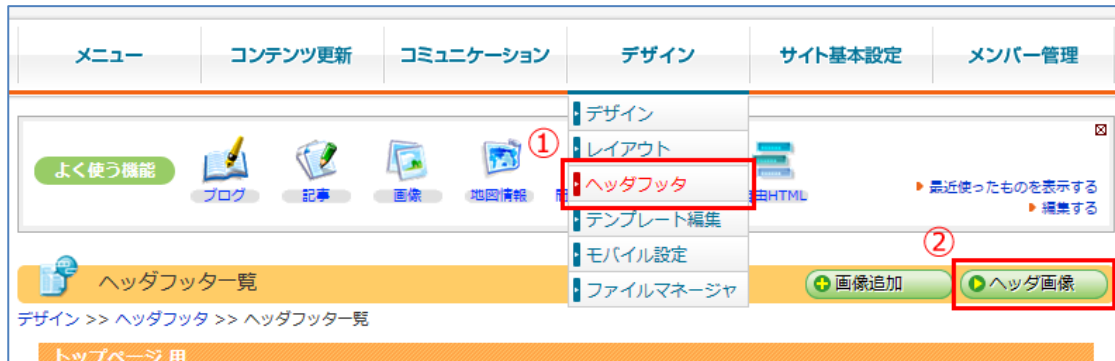 メニュー
コンテンツ更新
コミュニケーション
デザイン
サイト基本設定
メンバー管理
デザイン
レイアウト
ヘッダフッタ
テンプレート編集
モバイル設定
ファイルマネージャ
①
よく使う機能
ブログ
記事
画像
地図情報
HTML
最近使ったものを表示する
編集する
②
ヘッダフッター覧
画像追加
ヘッダ画像
デザイン >> ヘッダフッタ >> ヘッダフッター覧
トップページ 用